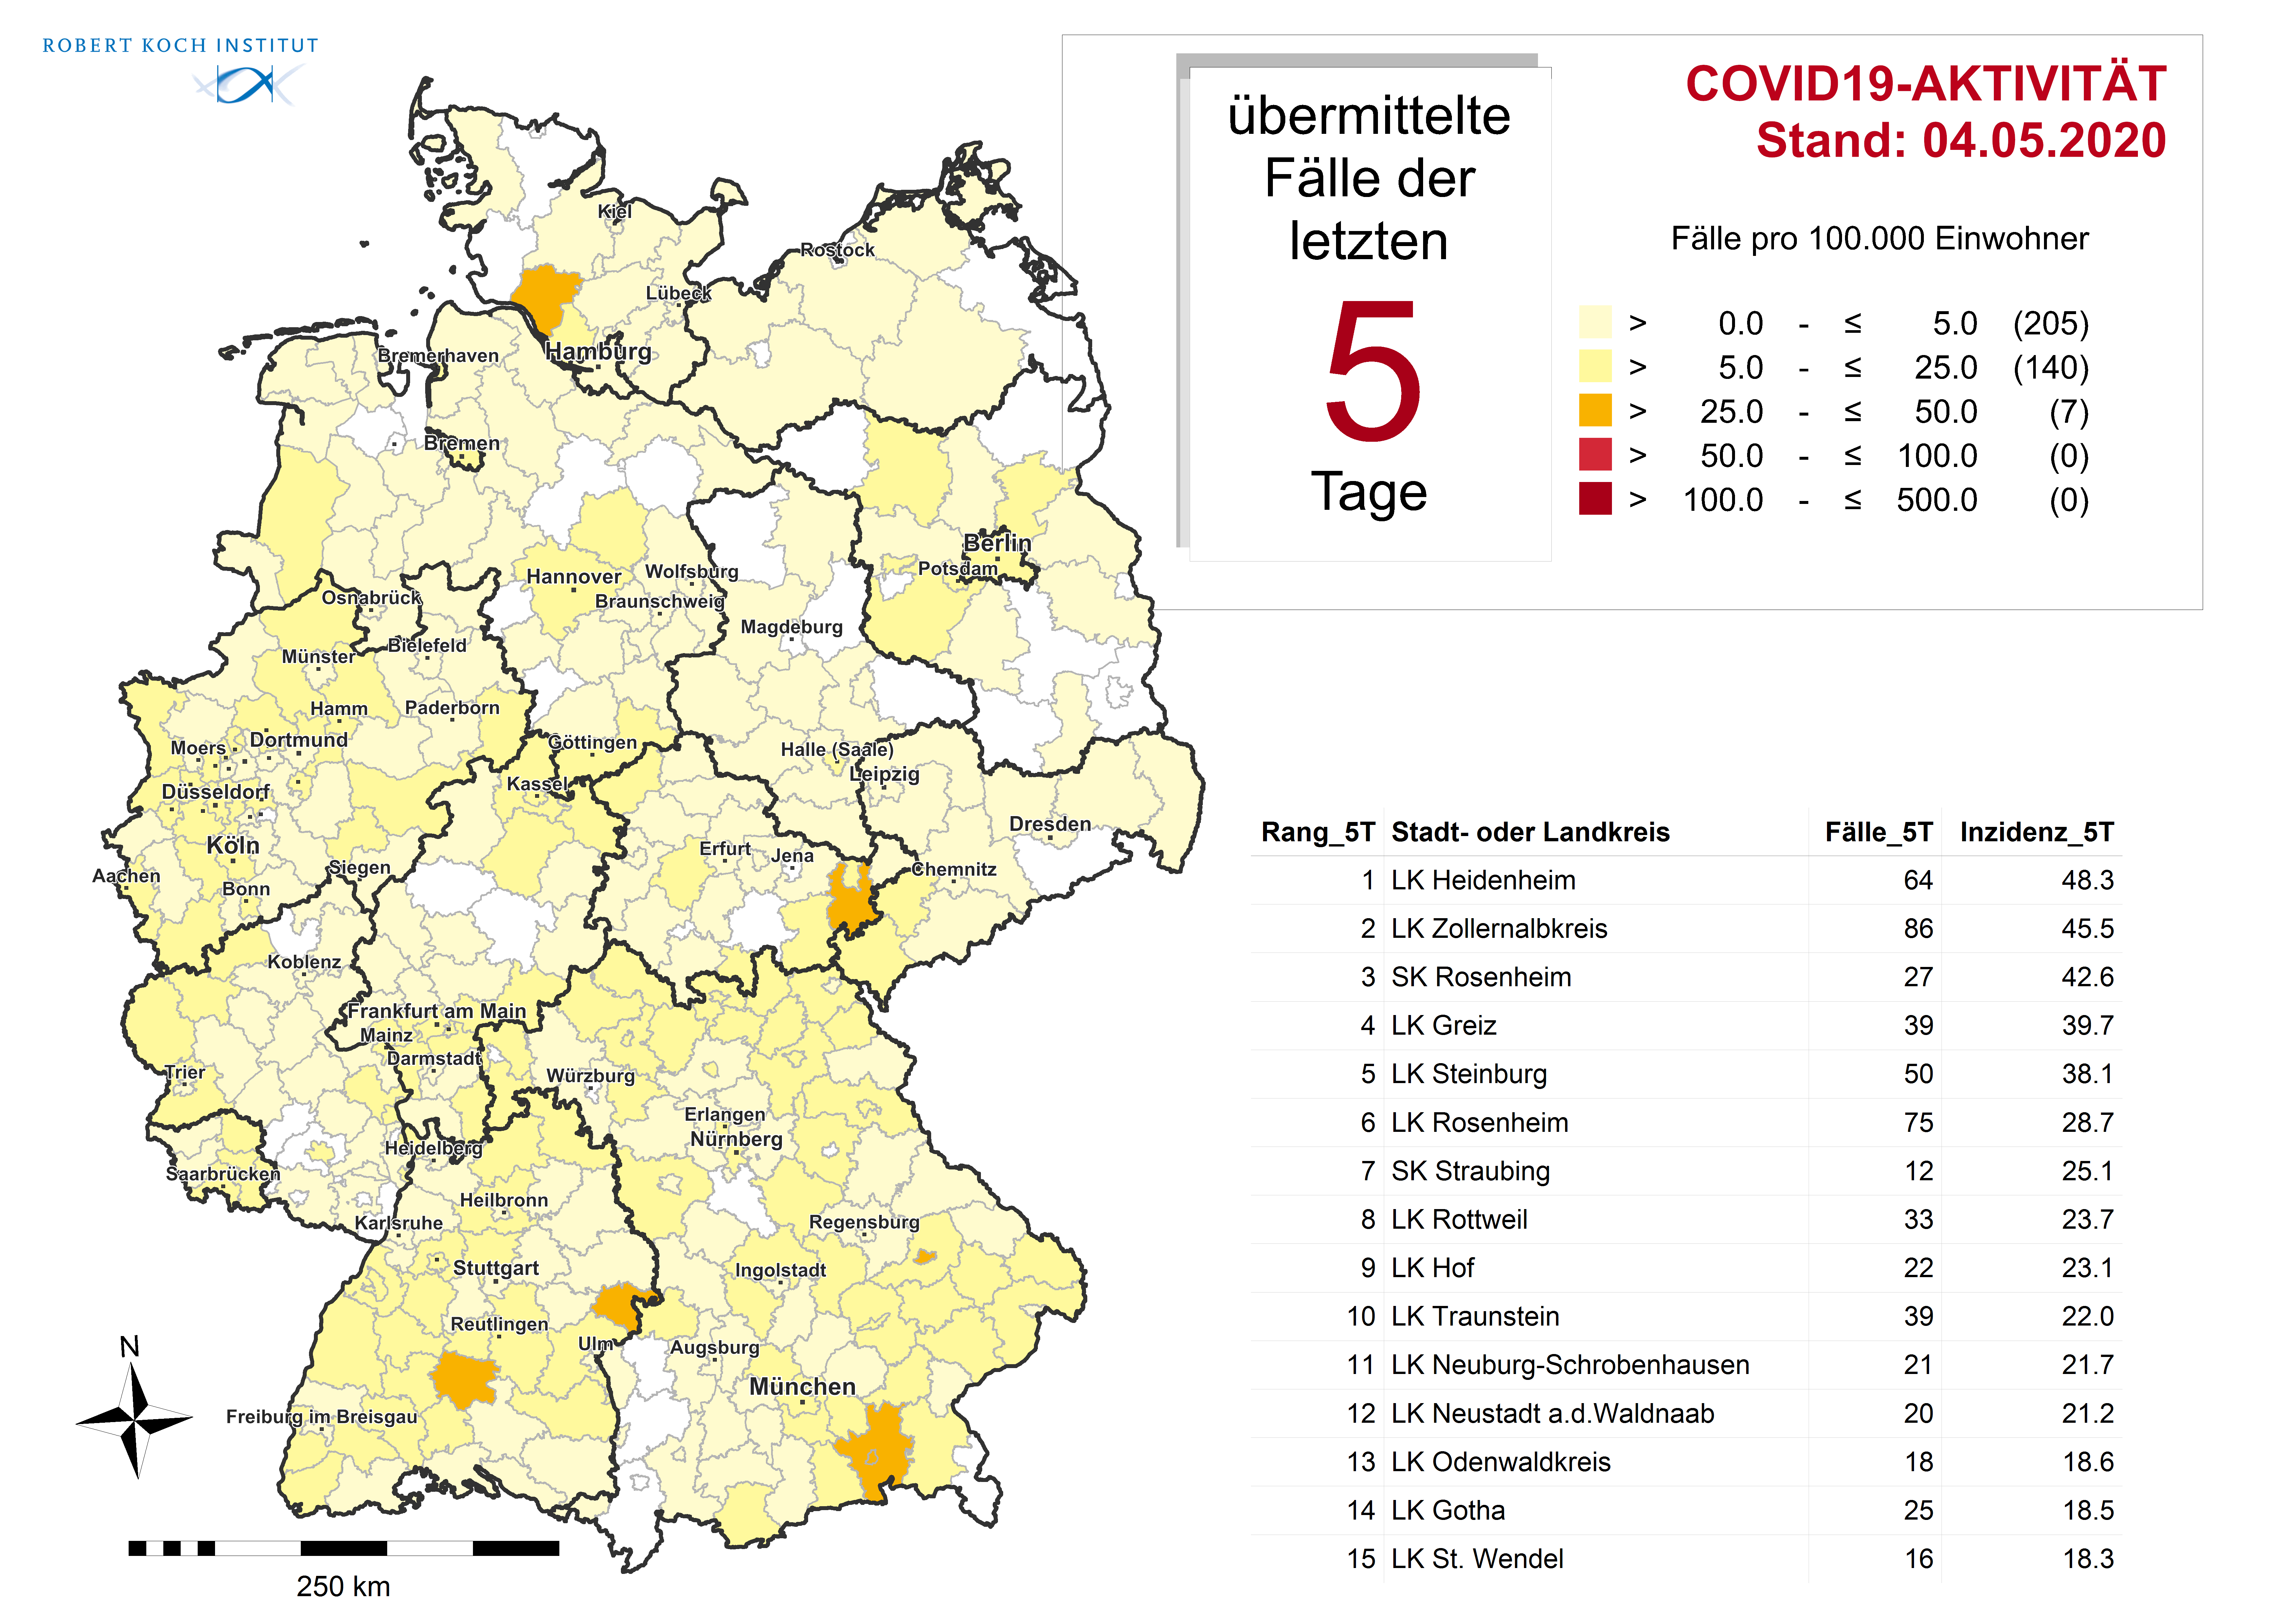 ROBERT KOCH INSTITUT
übermittelte
Fälle der
letzten
5
Tage
COVID19-AKTIVITÄT
Stand: 04.05.2020
Fälle pro 100.000 Einwohner
> 0.0 - ≤ 5.0 (205)
> 5.0 - ≤ 25.0 (140)
> 25.0 - ≤ 50.0 (7)
> 50.0 - ≤ 100.0 (0)
> 100.0 - ≤ 500.0 (0)
Kiel
Rostock
Lübeck
Hamburg
Bremerhaven
Bremen
Berlin
Potsdam
Hannover
Wolfsburg
Osnabrück
Braunschweig
Magdeburg
Bielefeld
Münster
Hamm
Paderborn
Moers
Dortmund
Göttingen
Halle (Saale)
Leipzig
Kassel
Düsseldorf
Dresden
Köln
Erfurt
Jena
Chemnitz
Siegen
Aachen
Bonn
Koblenz
Frankfurt am Main
Mainz
Darmstadt
Trier
Würzburg
Erlangen
Nürnberg
Heidelberg
Saarbrücken
Heilbronn
Karlsruhe
Regensburg
Stuttgart
Ingolstadt
Reutlingen
Ulm
Augsburg
München
Freiburg im Breisgau
N
250 km
Rang_5T Stadt- oder Landkreis Fälle_5T Inzidenz_5T
1 LK Heidenheim 64 48.3
2 LK Zollernalbkreis 86 45.5
3 SK Rosenheim 27 42.6
4 LK Greiz 39 39.7
5 LK Steinburg 50 38.1
6 LK Rosenheim 75 28.7
7 SK Straubing 12 25.1
8 LK Rottweil 33 23.7
9 LK Hof 22 23.1
10 LK Traunstein 39 22.0
11 LK Neuburg-Schrobenhausen 21 21.7
12 LK Neustadt a.d.Waldnaab 20 21.2
13 LK Odenwaldkreis 18 18.6
14 LK Gotha 25 18.5
15 LK St. Wendel 16 18.3